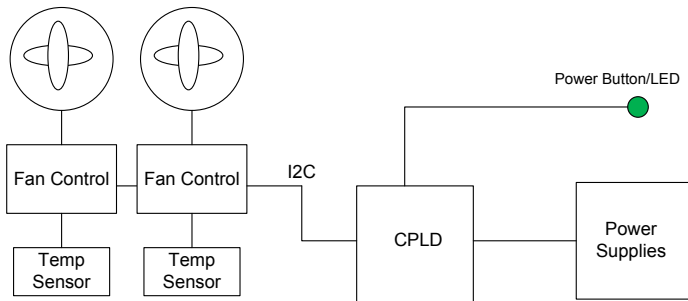 Power Button/LED
Fan Control
Fan Control
I2C
CPLD
Power
Supplies
Temp
Sensor
Temp
Sensor